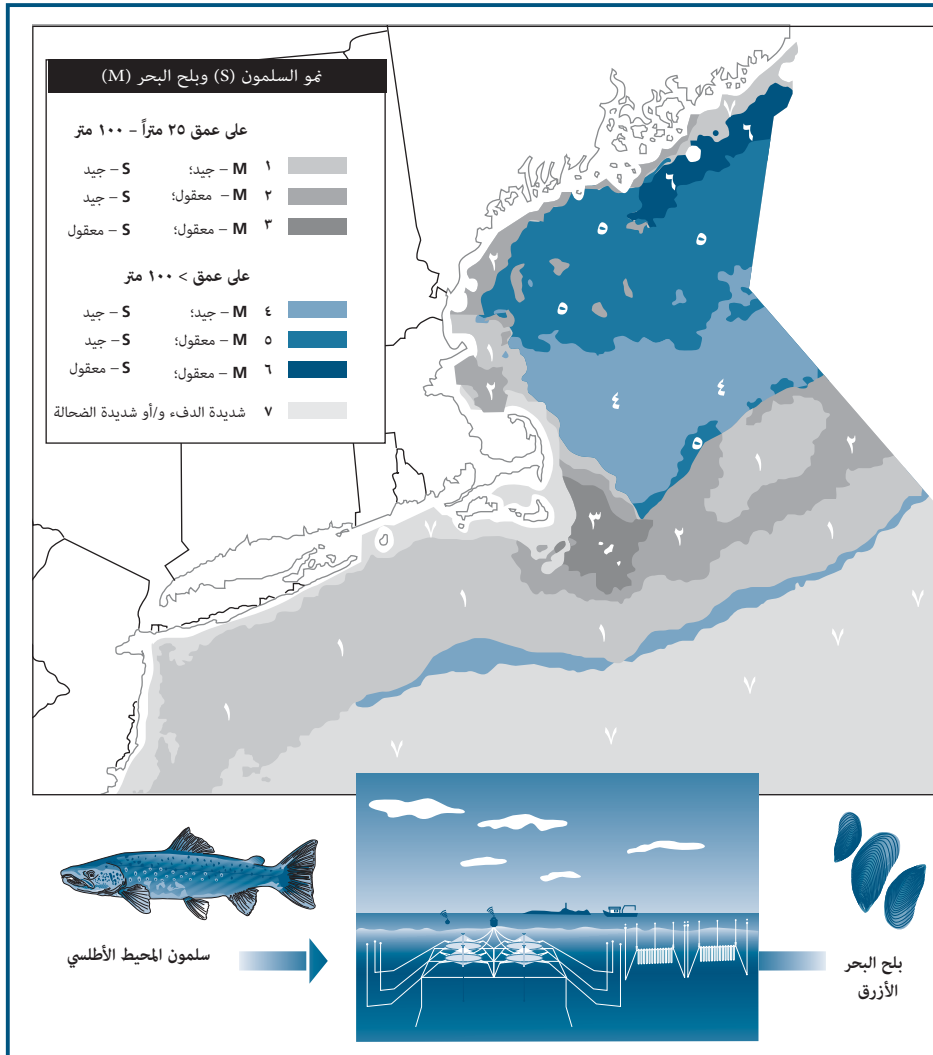 نمو السلمون (S) وبلح البحر (M)
على عمق ٢٥ متراً – ١٠٠ متر
١ M – جيد؛ S – جيد
٢ M – معقول؛ S – جيد
٣ M – معقول؛ S – معقول
على عمق > ١٠٠ متر
٤ M – جيد؛ S – جيد
٥ M – معقول؛ S – جيد
٦ M – معقول؛ S – معقول
٧ شديدة الدفء و/أو شديدة الضحالة
٧
٦
٦
٥
٥
٢
٥
١
٢
٤
٤
٥
١
٢
٣
٢
١
١
٧
١
١
٧
٧
١
١
٧
٧
٧
سلمون المحيط الأطلسي
بلح البحر
الأزرق